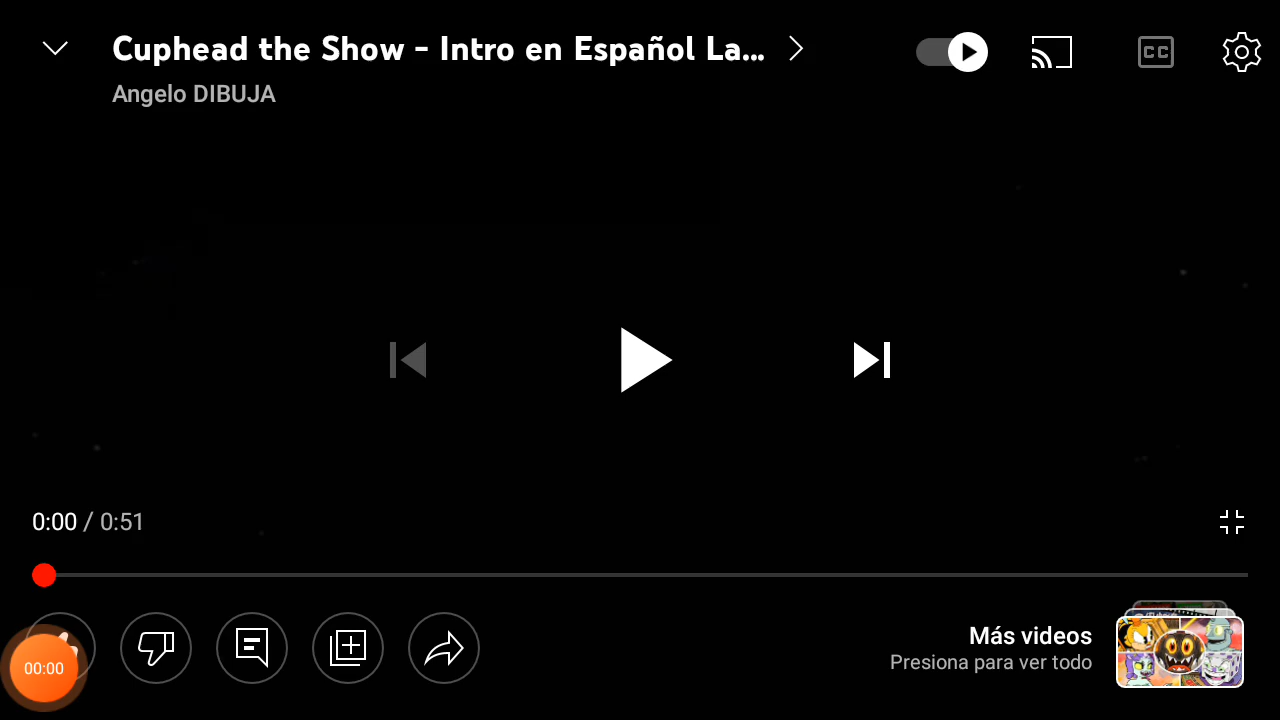 Cuphead the Show - Intro en Español La...
CC
Angelo DIBUJA
0:00 / 0:51
Más videos
Presiona para ver todo
00:00